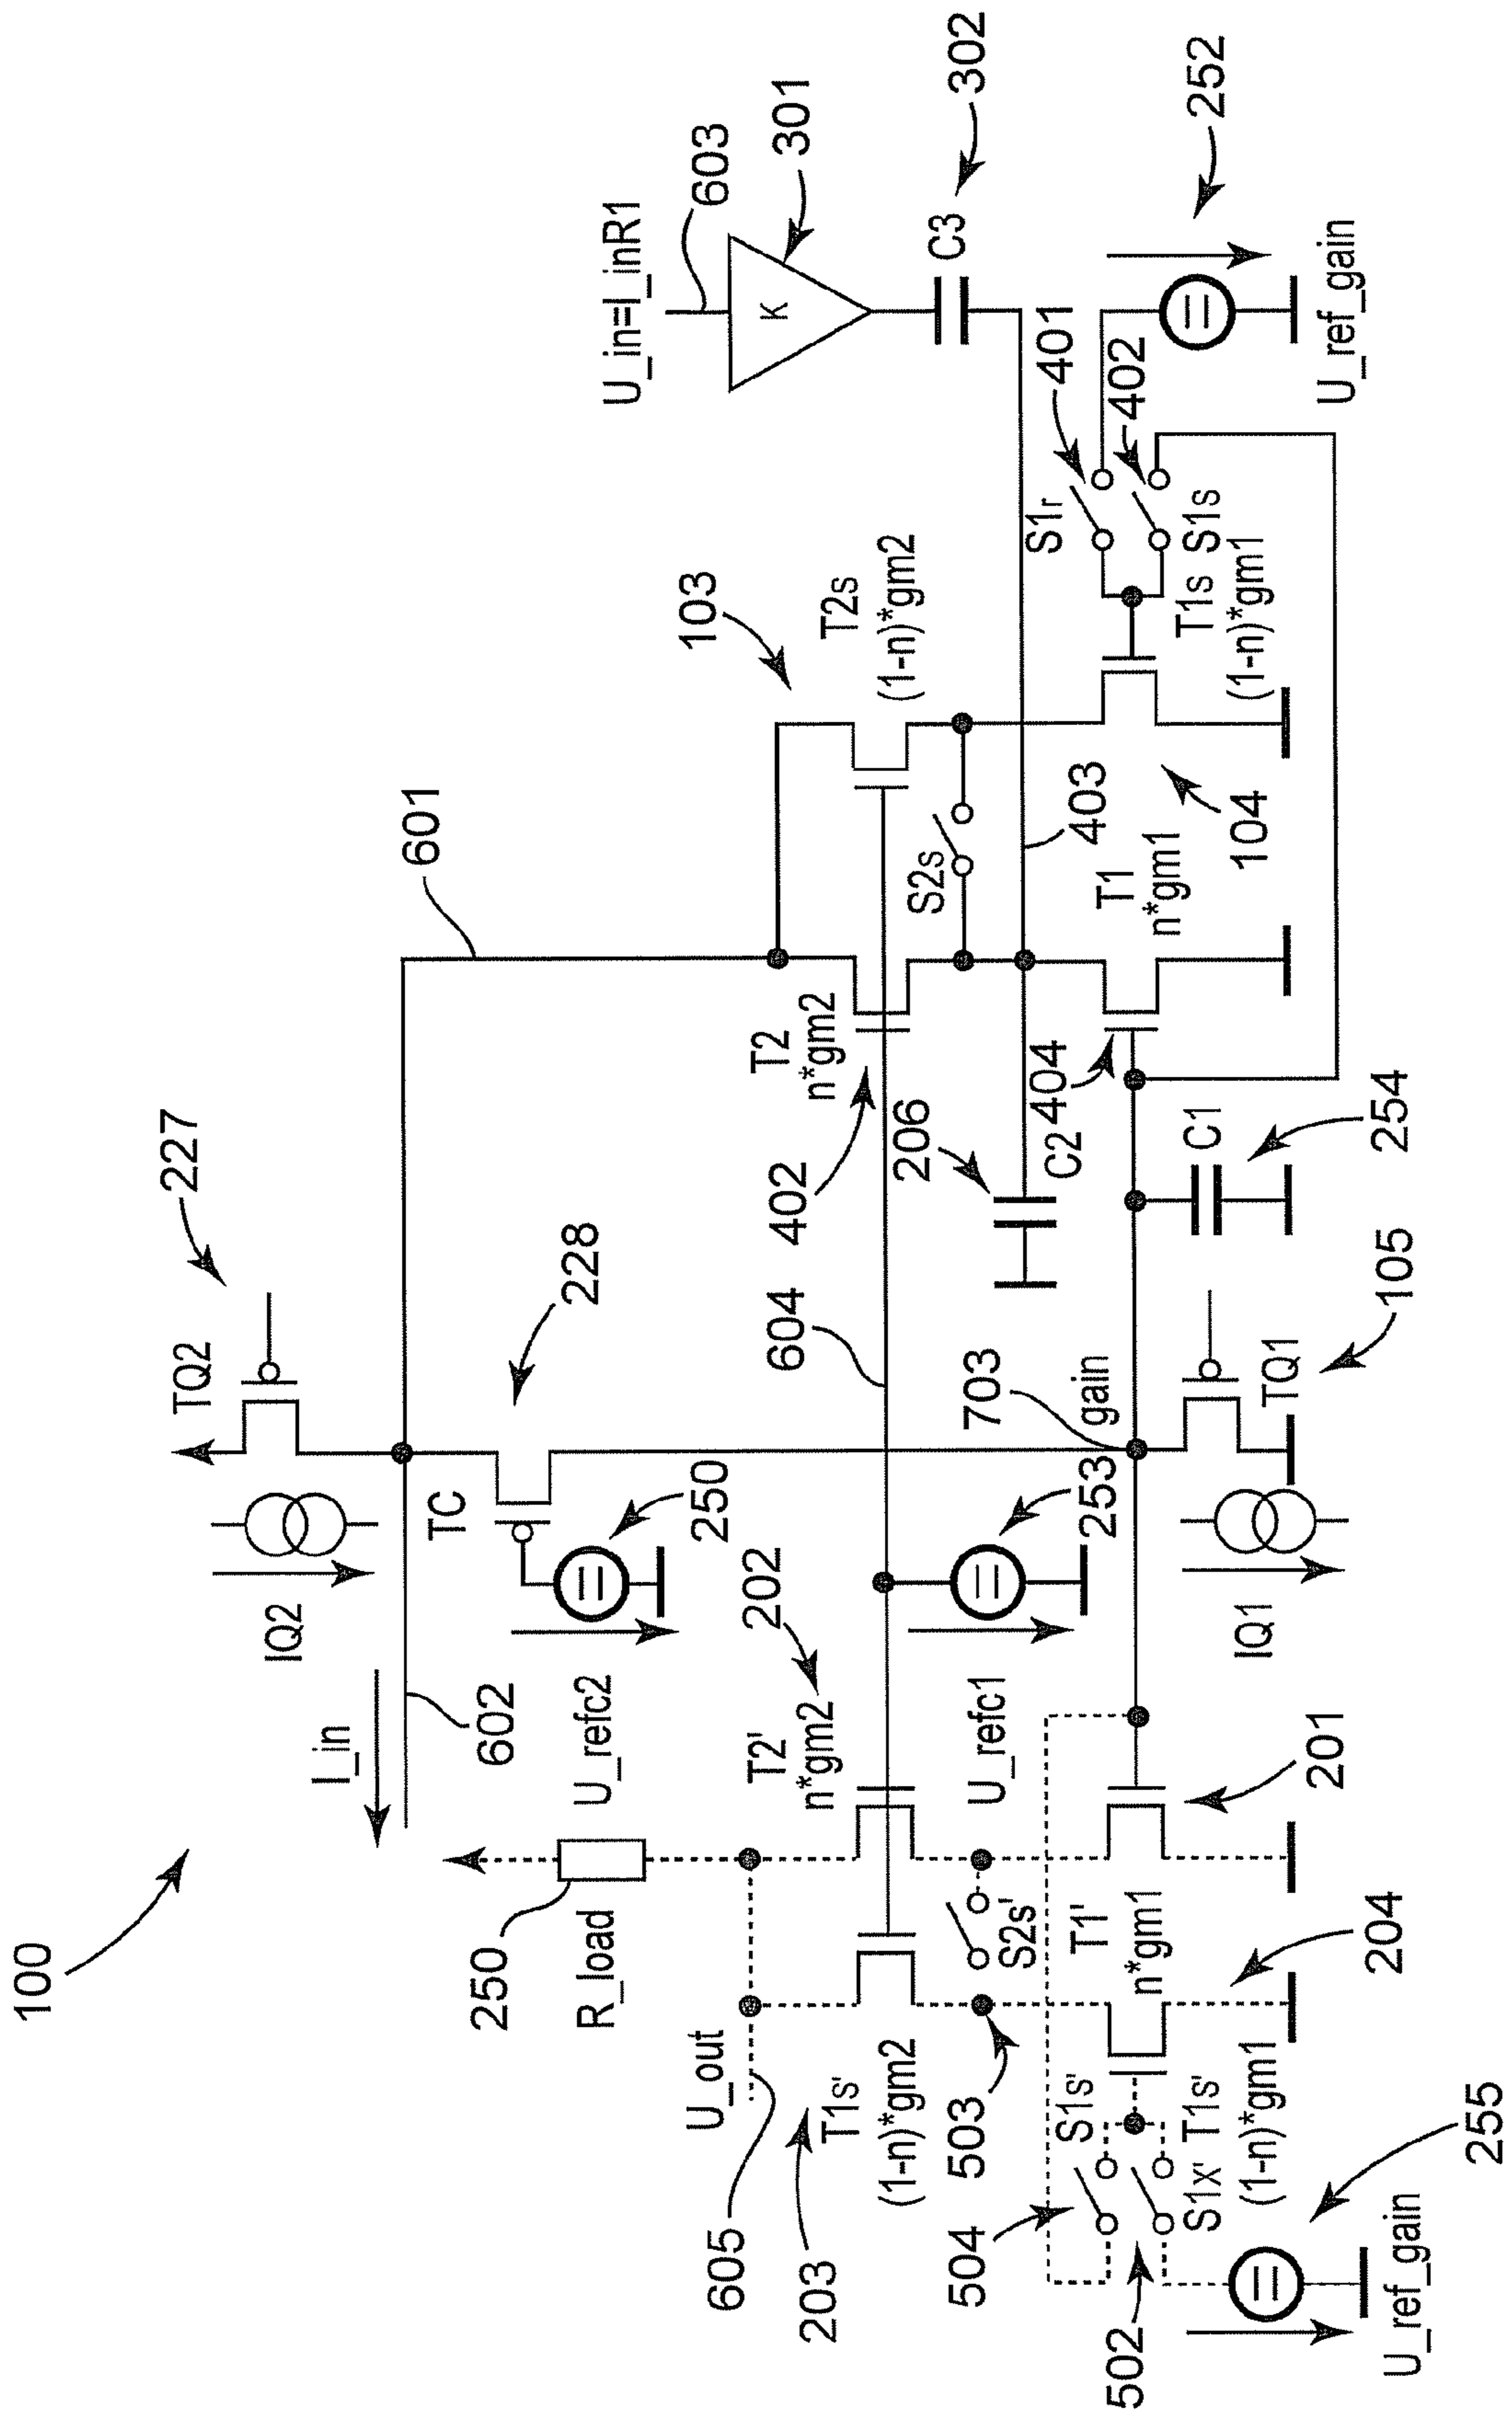 100
227
TQ2
IQ2
I_in
601
602
TC
228
250
R_load
U_refc2
250
U_in=I_inR1
603
301
K
U_out
605
T2'
n*gm2
202
T2
n*gm2
402
103
T2s
(1-n)*gm2
203
T1s'
(1-n)*gm2
604
206
S2s
C3
302
503
504
S2s'
U_refc1
253
703
C2
404
403
S1r
401
402
502
S1s'
S1x'
T1s'
(1-n)*gm1
T1'
n*gm1
204
201
gain
C1
254
T1
n*gm1
104
S1s
T1s
(1-n)*gm1
252
255
U_ref_gain
IQ1
TQ1
105
U_ref_gain